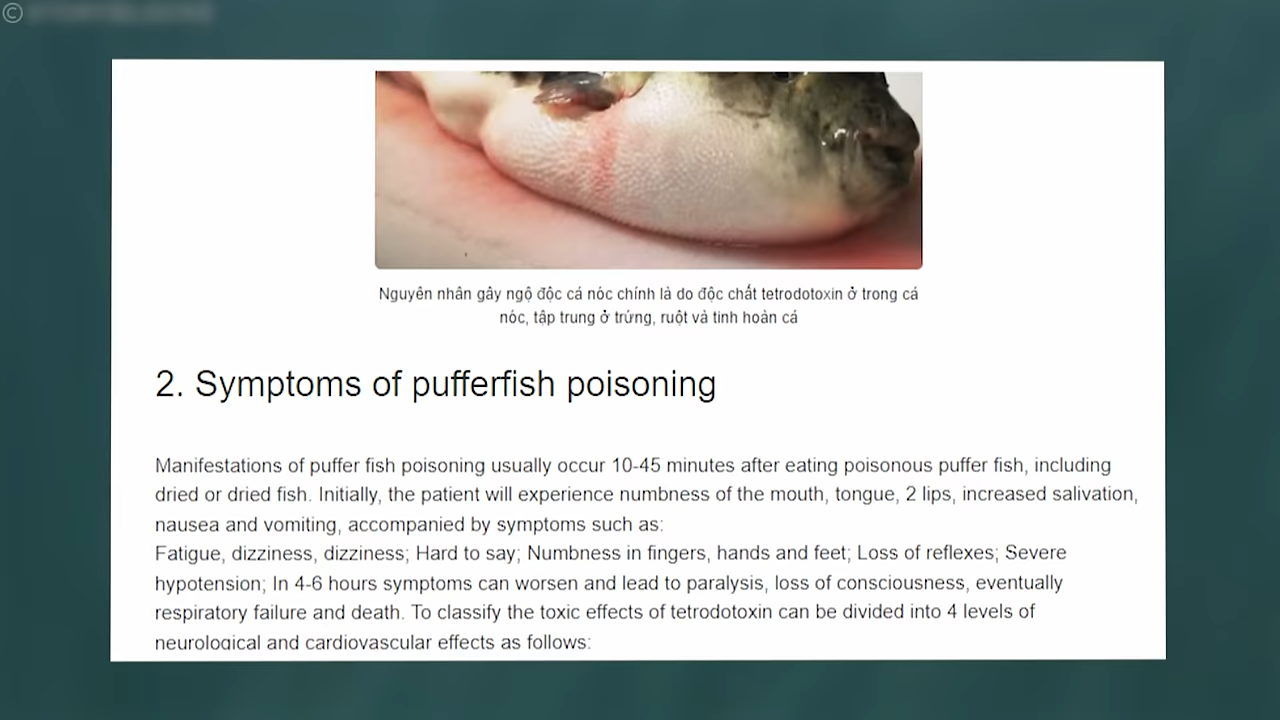 ©
Nguyên nhân gây ngộ độc cá nóc chính là do độc chất tetrodotoxin ở trong cá
nóc, tập trung ở trứng, ruột và tinh hoàn cá
2. Symptoms of pufferfish poisoning
Manifestations of puffer fish poisoning usually occur 10-45 minutes after eating poisonous puffer fish, including
dried or dried fish. Initially, the patient will experience numbness of the mouth, tongue, 2 lips, increased salivation,
nausea and vomiting, accompanied by symptoms such as:
Fatigue, dizziness, dizziness; Hard to say; Numbness in fingers, hands and feet; Loss of reflexes; Severe
hypotension; In 4-6 hours symptoms can worsen and lead to paralysis, loss of consciousness, eventually
respiratory failure and death. To classify the toxic effects of tetrodotoxin can be divided into 4 levels of
neurological and cardiovascular effects as follows: